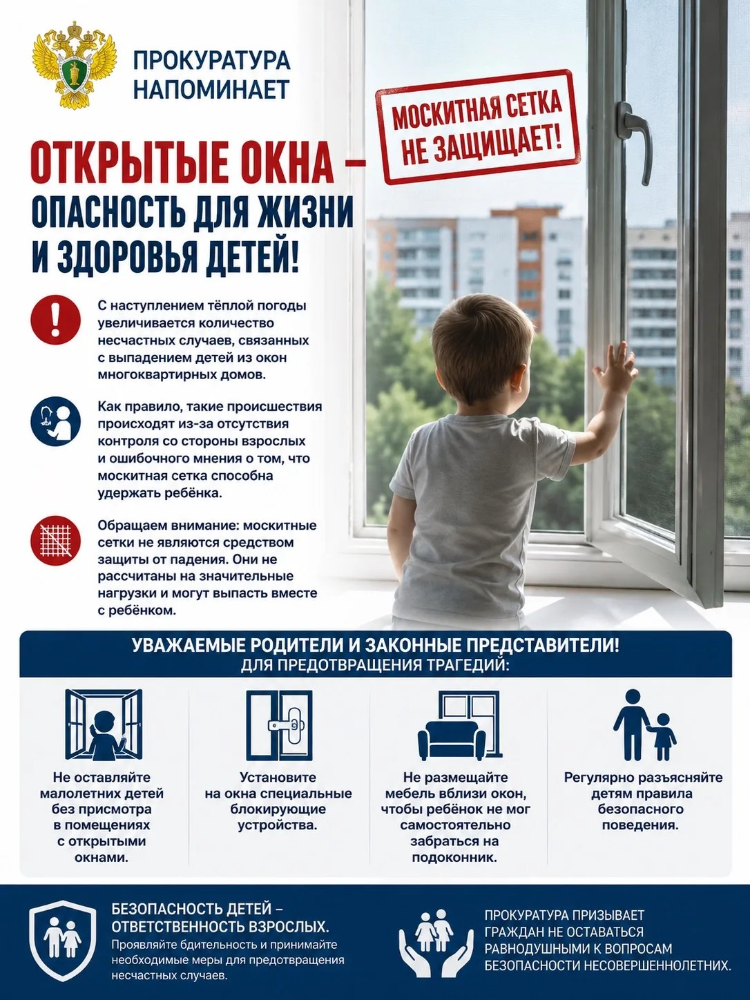 ПРОКУРАТУРА
НАПОМИНАЕТ
МОСКИТНАЯ СЕТКА
НЕ ЗАЩИЩАЕТ!
ОТКРЫТЫЕ ОКНА –
ОПАСНОСТЬ ДЛЯ ЖИЗНИ
И ЗДОРОВЬЯ ДЕТЕЙ!
С наступлением тёплой погоды
увеличивается количество
несчастных случаев, связанных
с выпадением детей из окон
многоквартирных домов.
Как правило, такие происшествия
происходят из-за отсутствия
контроля со стороны взрослых
и ошибочного мнения о том, что
москитная сетка способна
удержать ребёнка.
Обращаем внимание: москитные
сетки не являются средством
защиты от падения. Они не
рассчитаны на значительные
нагрузки и могут выпасть вместе
с ребёнком.
УВАЖАЕМЫЕ РОДИТЕЛИ И ЗАКОННЫЕ ПРЕДСТАВИТЕЛИ!
ДЛЯ ПРЕДОТВРАЩЕНИЯ ТРАГЕДИЙ:
Не оставляйте
малолетних детей
без присмотра
в помещениях
с открытыми
окнами.
Установите
на окна специальные
блокирующие
устройства.
Не размещайте
мебель вблизи окон,
чтобы ребёнок не мог
самостоятельно
забраться на
подоконник.
Регулярно разъясняйте
детям правила
безопасного
поведения.
БЕЗОПАСНОСТЬ ДЕТЕЙ –
ОТВЕТСТВЕННОСТЬ ВЗРОСЛЫХ.
Проявляйте бдительность и принимайте
необходимые меры для предотвращения
несчастных случаев.
ПРОКУРАТУРА ПРИЗЫВАЕТ
ГРАЖДАН НЕ ОСТАВАТЬСЯ
РАВНОДУШНЫМИ К ВОПРОСАМ
БЕЗОПАСНОСТИ НЕСОВЕРШЕННОЛЕТНИХ.